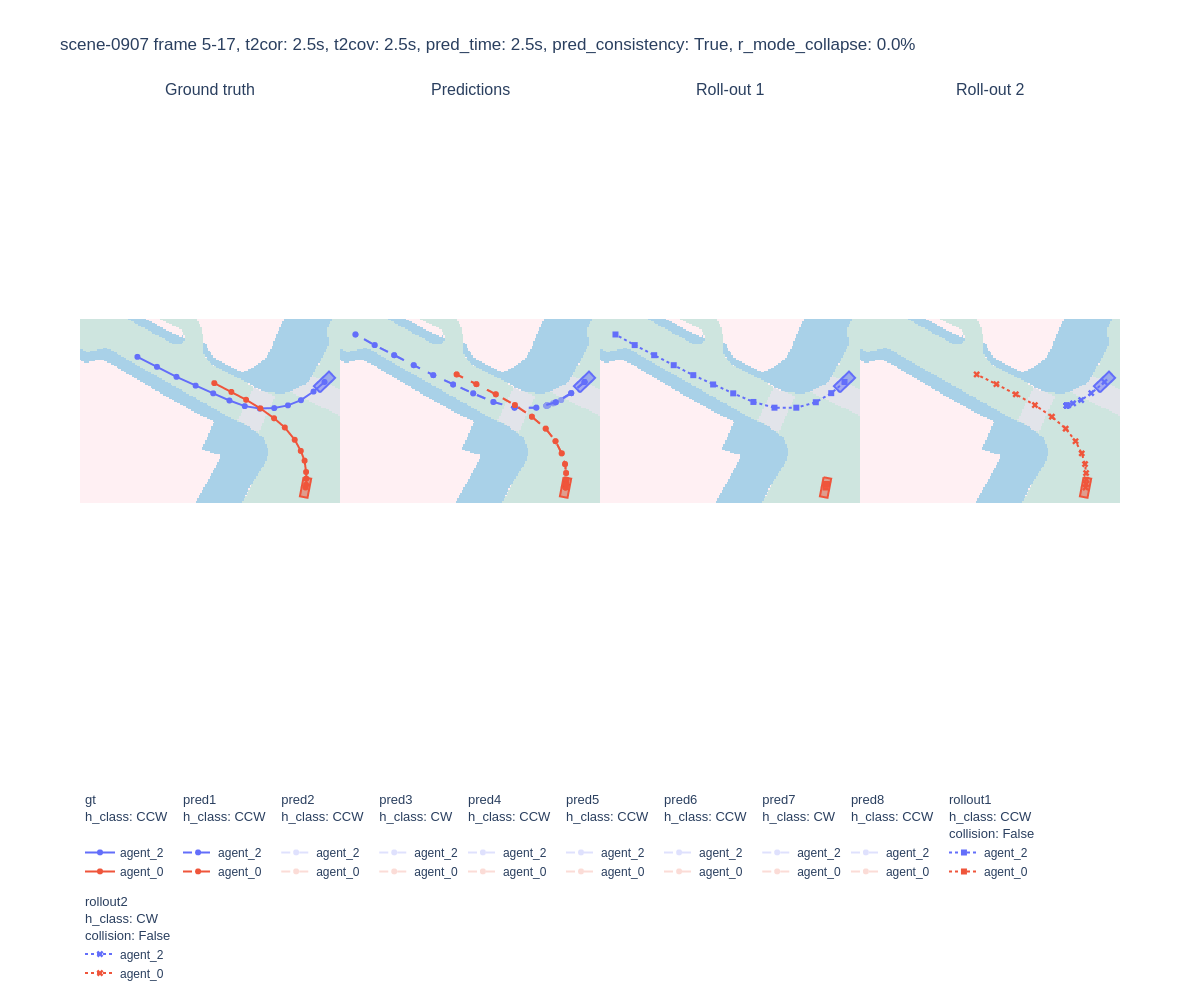 scene-0907 frame 5-17, t2cor: 2.5s, t2cov: 2.5s, pred_time: 2.5s, pred_consistency: True, r_mode_collapse: 0.0%
Ground truth
Predictions
Roll-out 1
Roll-out 2
gt
h_class: CCW
agent_2
agent_0
pred1
h_class: CCW
agent_2
agent_0
pred2
h_class: CCW
agent_2
agent_0
pred3
h_class: CW
agent_2
agent_0
pred4
h_class: CCW
agent_2
agent_0
pred5
h_class: CCW
agent_2
agent_0
pred6
h_class: CCW
agent_2
agent_0
pred7
h_class: CW
agent_2
agent_0
pred8
h_class: CCW
agent_2
agent_0
rollout1
h_class: CCW
collision: False
agent_2
agent_0
rollout2
h_class: CW
collision: False
agent_2
agent_0